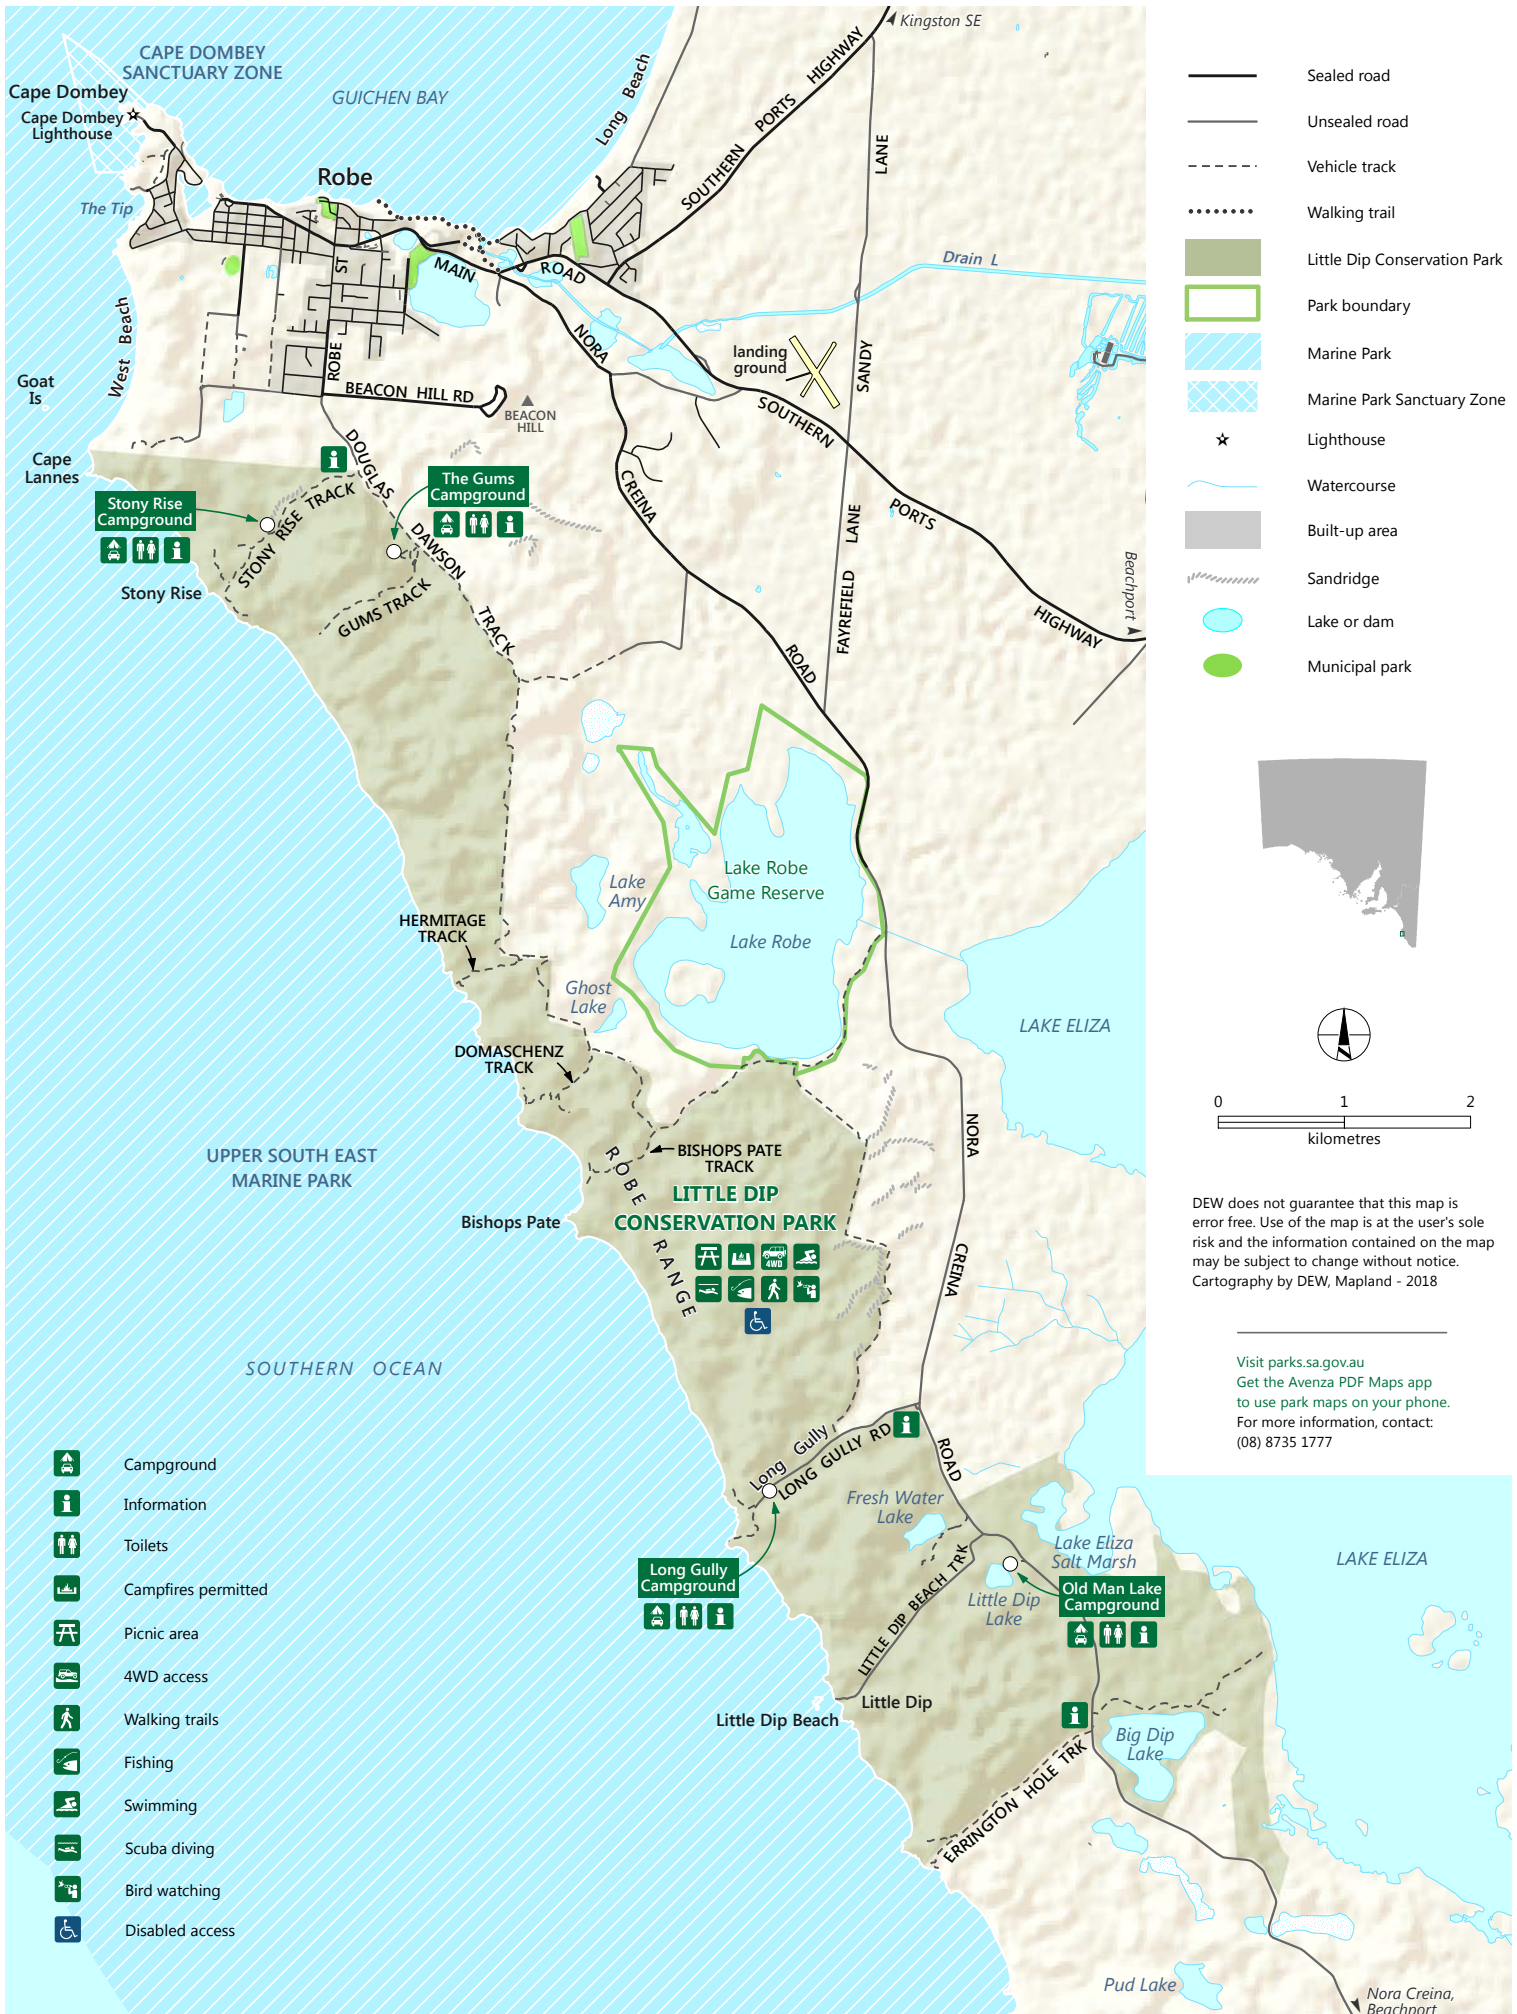 Kingston SE
CAPE DOMBEY
SANCTUARY ZONE
Cape Dombey
Cape Dombey
Lighthouse
GUICHEN BAY
Long Beach
SOUTHERN PORTS HIGHWAY
LANE
Robe
The Tip
Drain L
MAIN ROAD
ST
ROBE
West Beach
NORA
landing
ground
SANDY
Goat
Is
BEACON HILL RD
BEACON
HILL
SOUTHERN
Cape
Lannes
DOUGLAS
The Gums
Campground
CREINA
PORTS
Stony Rise
Campground
STONY RISE TRACK
DAWSON
LANE
Beachport
Stony Rise
GUMS TRACK
TRACK
FAYREFIELD
HIGHWAY
ROAD
Lake Robe
Game Reserve
Lake
Amy
Lake Robe
HERMITAGE
TRACK
Ghost
Lake
LAKE ELIZA
DOMASCHENZ
TRACK
NORA
UPPER SOUTH EAST
MARINE PARK
BISHOPS PATE
TRACK
ROBE RANGE
LITTLE DIP
CONSERVATION PARK
Bishops Pate
4WD
CREINA
SOUTHERN OCEAN
Long Gully
LONG GULLY RD
ROAD
Fresh Water
Lake
Lake Eliza
Salt Marsh
LAKE ELIZA
Long Gully
Campground
LITTLE DIP BEACH TRK
Little Dip
Lake
Old Man Lake
Campground
Little Dip
Little Dip Beach
Big Dip
Lake
ERRINGTON HOLE TRK
Pud Lake
Nora Creina,
Beachport
Campground
Information
Toilets
Campfires permitted
Picnic area
4WD access
Walking trails
Fishing
Swimming
Scuba diving
Bird watching
Disabled access
Sealed road
Unsealed road
Vehicle track
Walking trail
Little Dip Conservation Park
Park boundary
Marine Park
Marine Park Sanctuary Zone
Lighthouse
Watercourse
Built-up area
Sandridge
Lake or dam
Municipal park
0 1 2
kilometres
DEW does not guarantee that this map is
error free. Use of the map is at the user's sole
risk and the information contained on the map
may be subject to change without notice.
Cartography by DEW, Mapland - 2018
Visit parks.sa.gov.au
Get the Avenza PDF Maps app
to use park maps on your phone.
For more information, contact:
(08) 8735 1777